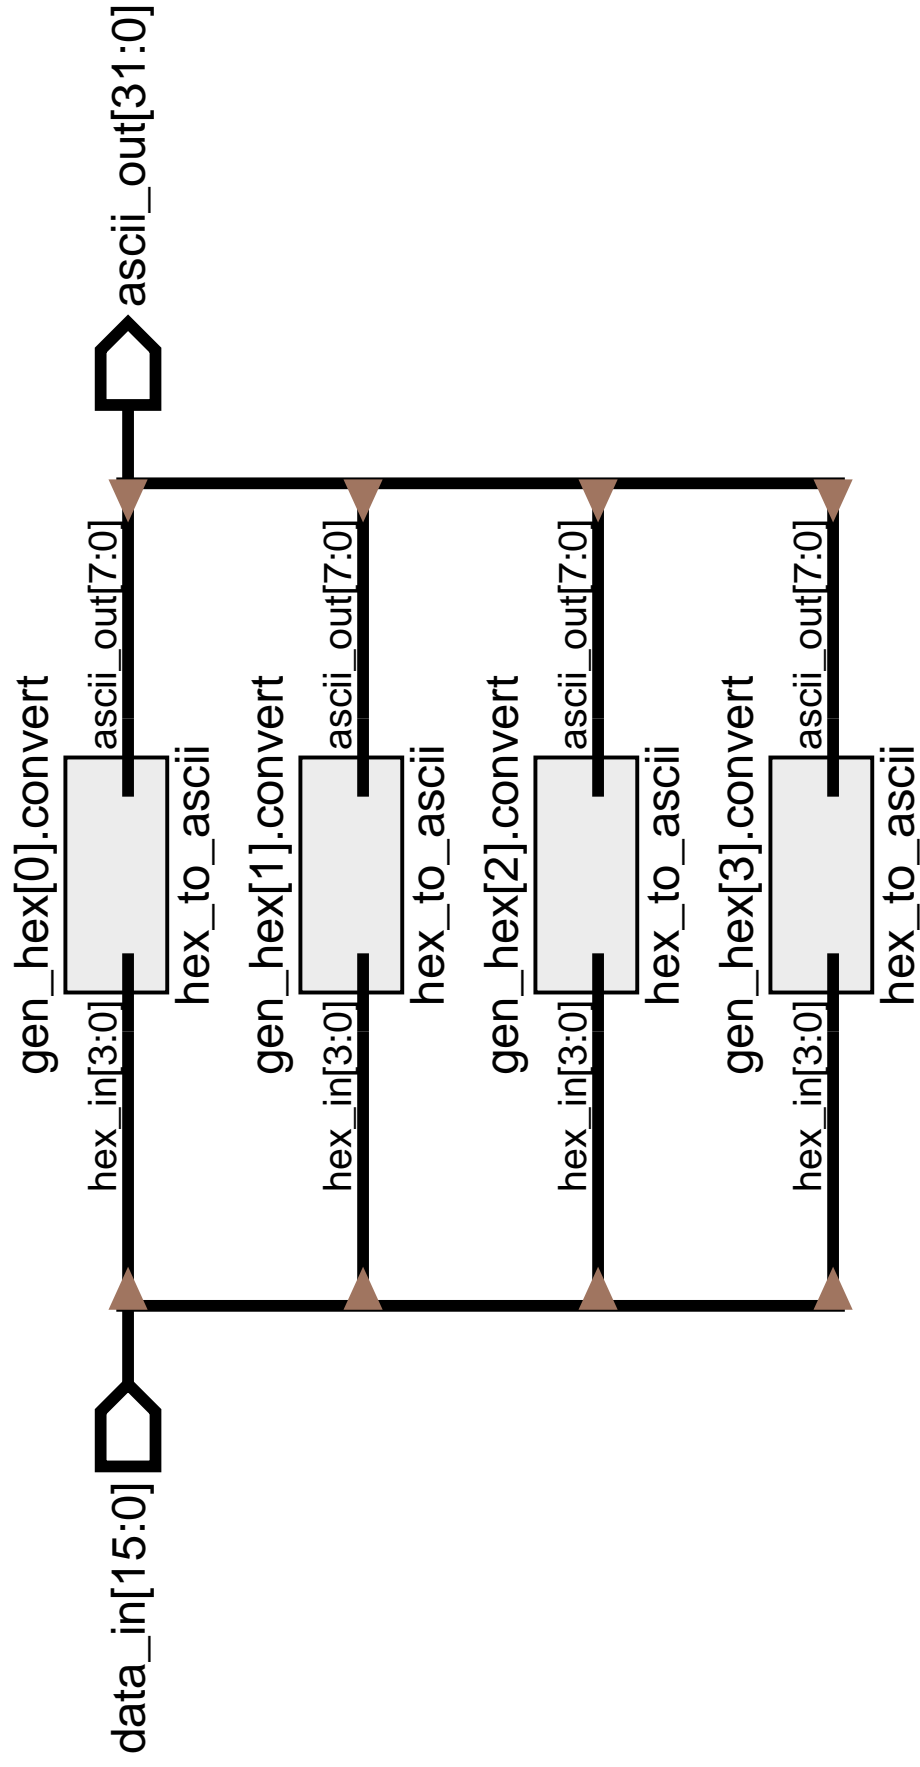 data_in[15:0]
gen_hex[0].convert
hex_in[3:0]
ascii_out[7:0]
hex_to_ascii
ascii_out[31:0]
gen_hex[1].convert
hex_in[3:0]
ascii_out[7:0]
hex_to_ascii
gen_hex[2].convert
hex_in[3:0]
ascii_out[7:0]
hex_to_ascii
gen_hex[3].convert
hex_in[3:0]
ascii_out[7:0]
hex_to_ascii